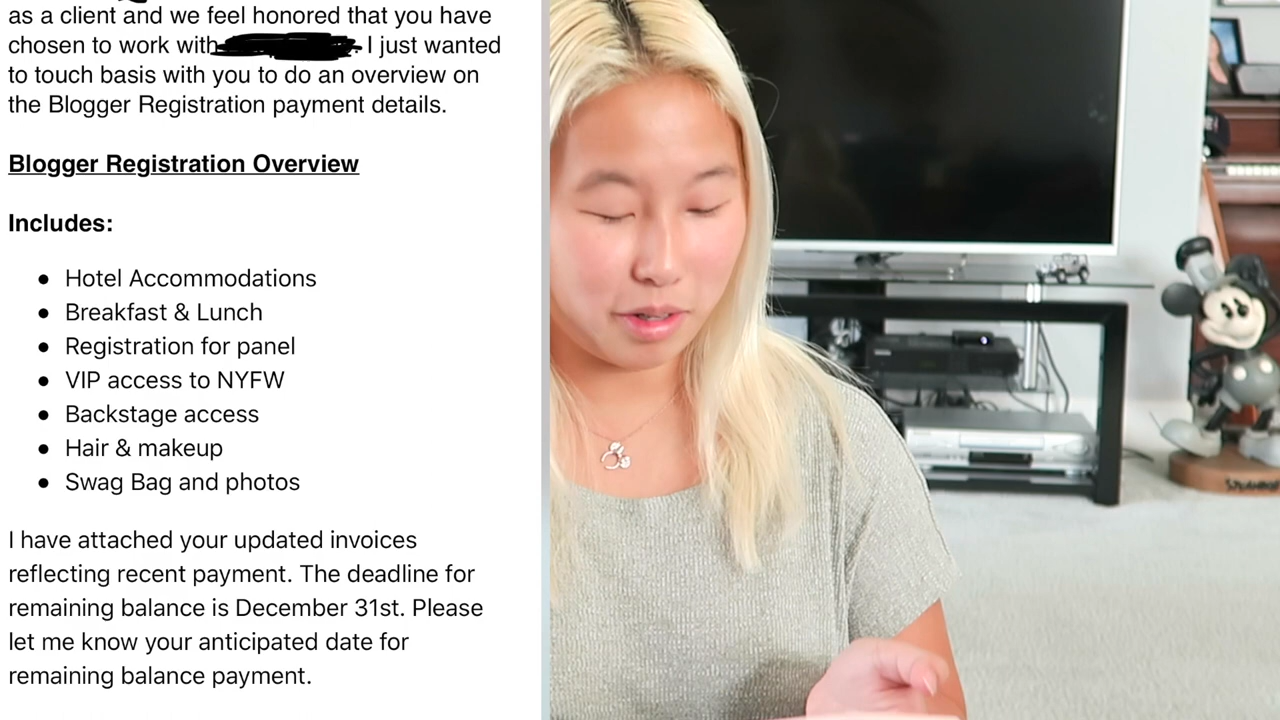 as a client and we feel honored that you have
chosen to work with I just wanted
to touch basis with you to do an overview on
the Blogger Registration payment details.
Blogger Registration Overview
Includes:
● Hotel Accommodations
● Breakfast & Lunch
● Registration for panel
● VIP access to NYFW
● Backstage access
● Hair & makeup
● Swag Bag and photos
I have attached your updated invoices
reflecting recent payment. The deadline for
remaining balance is December 31st. Please
let me know your anticipated date for
remaining balance payment.